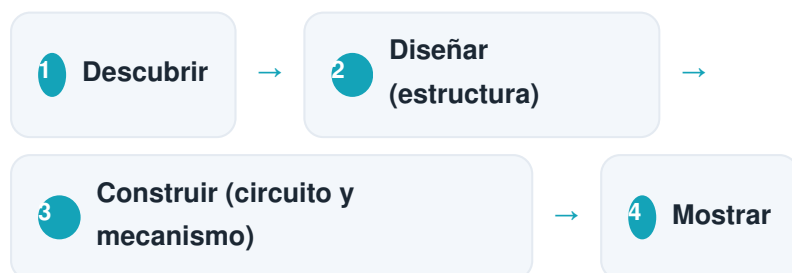 1 Descubrir → 2 Diseñar
(estructura) →
3 Construir (circuito y
mecanismo) → 4 Mostrar